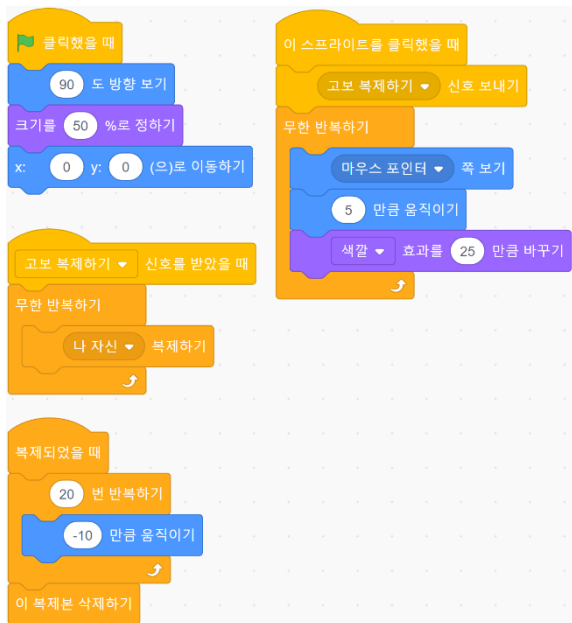 클릭했을 때
90 도 방향 보기
크기를 50 %로 정하기
x: 0 y: 0 (으)로 이동하기
고보 복제하기 신호를 받았을 때
무한 반복하기
나 자신 복제하기
복제되었을 때
20 번 반복하기
-10 만큼 움직이기
이 복제본 삭제하기
이 스프라이트를 클릭했을 때
고보 복제하기 신호 보내기
무한 반복하기
마우스 포인터 쪽 보기
5 만큼 움직이기
색깔 효과를 25 만큼 바꾸기